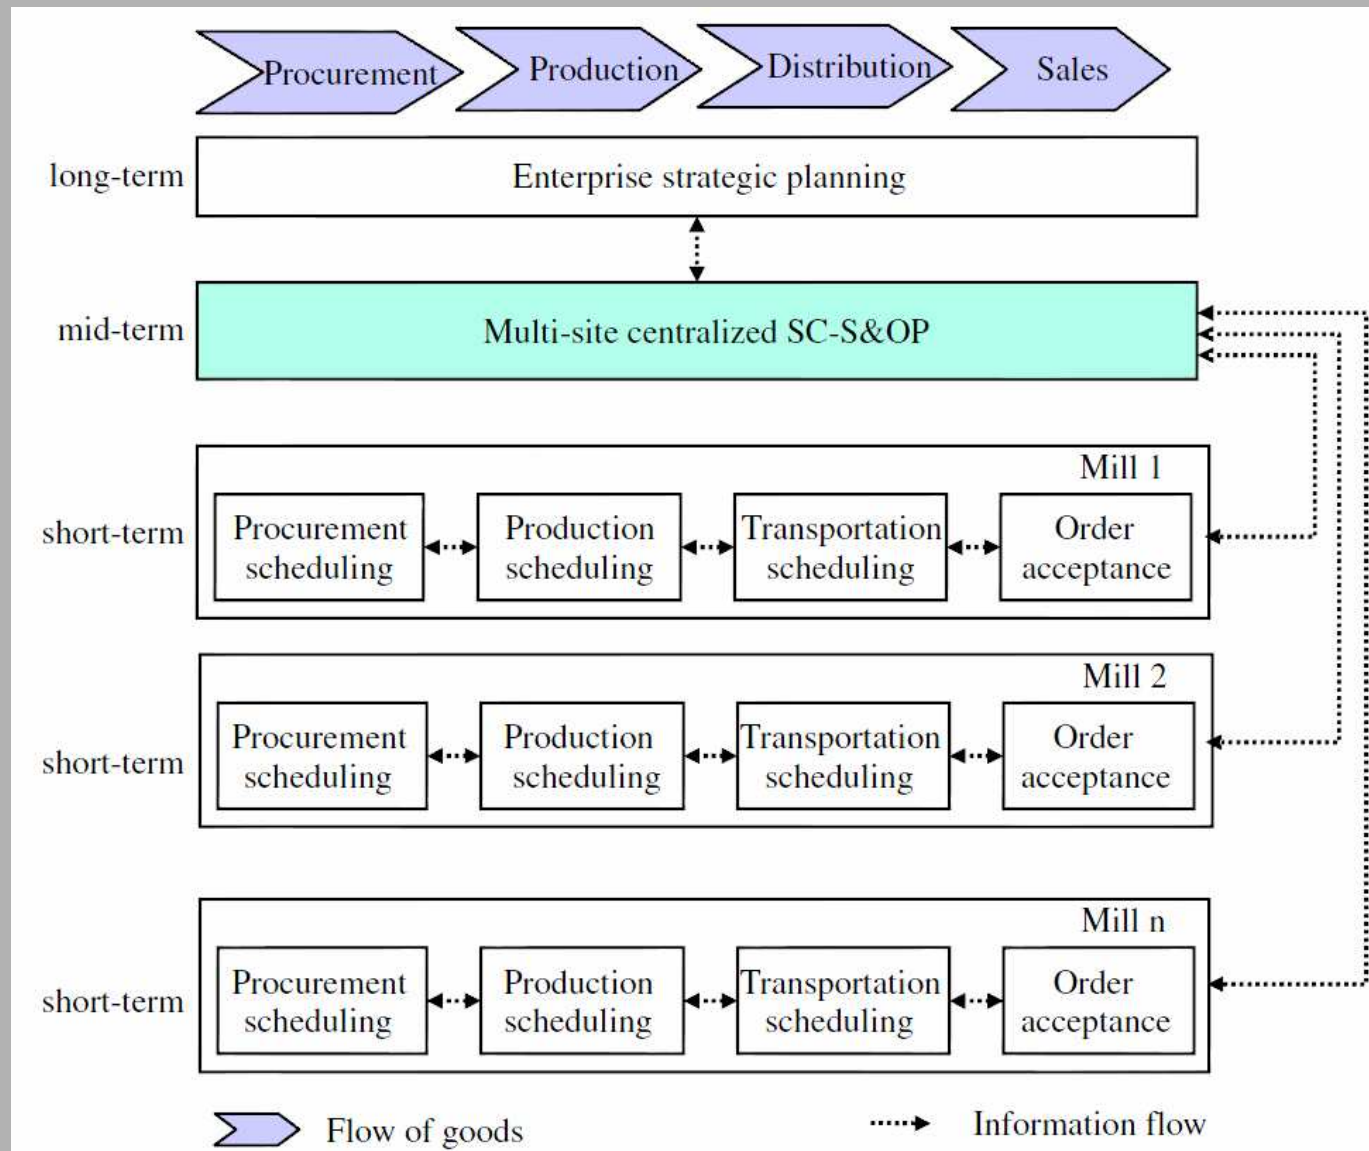 Procurement
Production
Distribution
Sales
long-term
Enterprise strategic planning
mid-term
Multi-site centralized SC-S&OP
Mill 1
short-term
Procurement
scheduling
Production
scheduling
Transportation
scheduling
Order
acceptance
Mill 2
short-term
Procurement
scheduling
Production
scheduling
Transportation
scheduling
Order
acceptance
Mill n
short-term
Procurement
scheduling
Production
scheduling
Transportation
scheduling
Order
acceptance
Flow of goods
Information flow